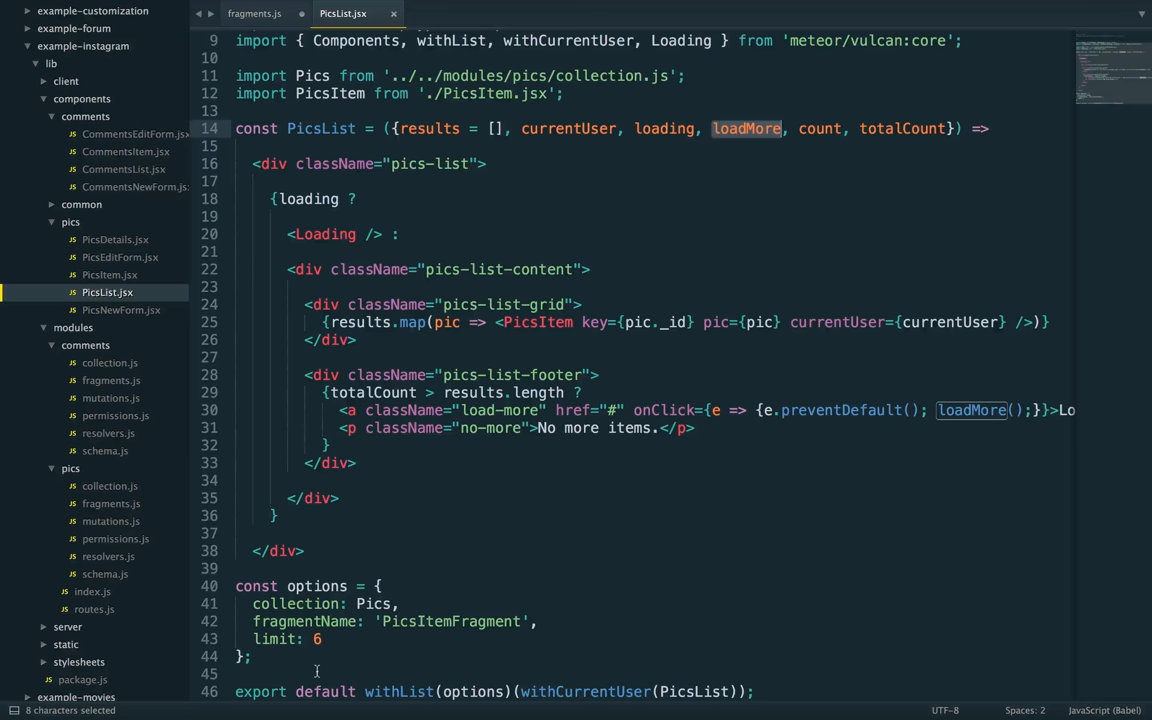 example-customization
example-forum
example-instagram
lib
client
components
comments
CommentsEditForm.jsx
CommentsItem.jsx
CommentsList.jsx
CommentsNewForm.js
common
pics
PicsDetails.jsx
PicsEditForm.jsx
PicsItem.jsx
PicsList.jsx
PicsNewForm.jsx
modules
comments
collection.js
fragments.js
mutations.js
permissions.js
resolvers.js
schema.js
pics
collection.js
fragments.js
mutations.js
permissions.js
resolvers.js
schema.js
index.js
routes.js
server
static
stylesheets
package.js
example-movies
fragments.js
PicsList.jsx
9 import { Components, withList, withCurrentUser, Loading } from 'meteor/vulcan:core';
10
11 import Pics from '../../modules/pics/collection.js';
12 import PicsItem from './PicsItem.jsx';
13
14 const PicsList = ({results = [], currentUser, loading, loadMore, count, totalCount}) =>
15
16 <div className="pics-list">
17
18 {loading ?
19
20 <Loading /> :
21
22 <div className="pics-list-content">
23
24 <div className="pics-list-grid">
25 {results.map(pic => <PicsItem key={pic._id} pic={pic} currentUser={currentUser} />)}
26 </div>
27
28 <div className="pics-list-footer">
29 {totalCount > results.length ?
30 <a className="load-more" href="#" onClick={e => {e.preventDefault(); loadMore();}}>Lo
31 <p className="no-more">No more items.</p>
32 }
33 </div>
34
35 </div>
36 }
37
38 </div>
39
40 const options = {
41 collection: Pics,
42 fragmentName: 'PicsItemFragment',
43 limit: 6
44 };
45
46 export default withList(options)(withCurrentUser(PicsList));
8 characters selected
UTF-8
Spaces: 2
JavaScript (Babel)